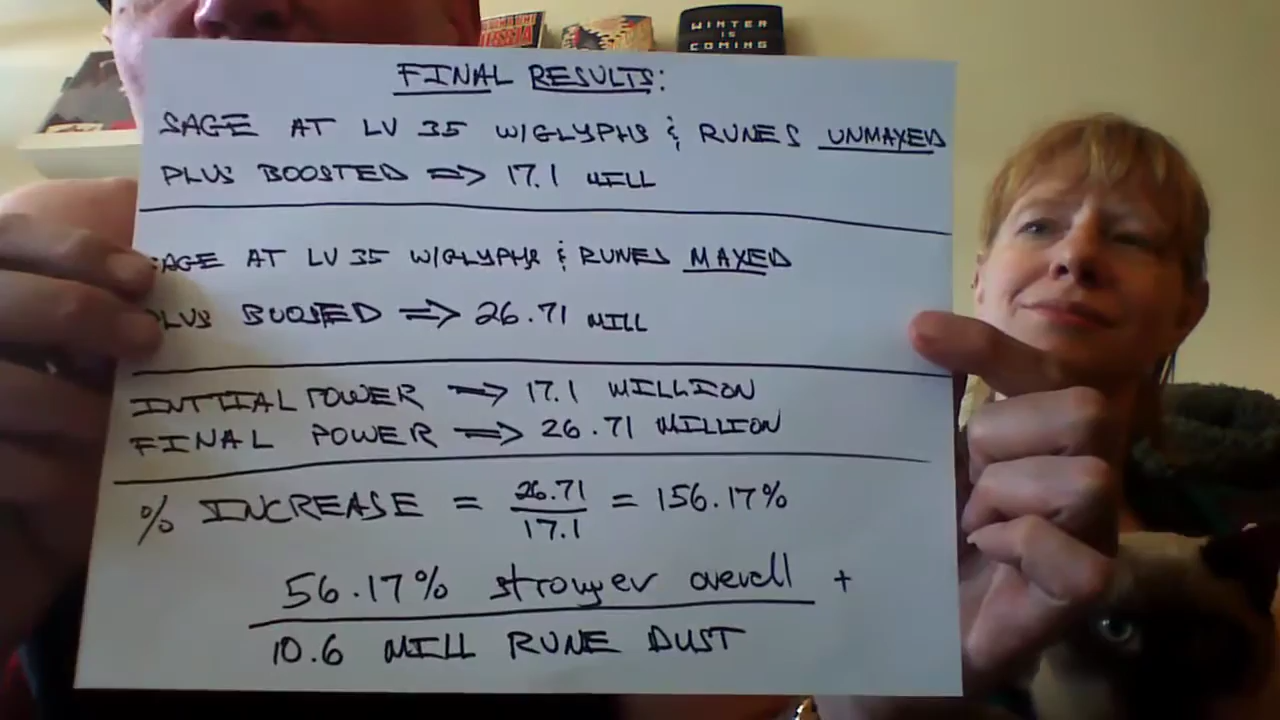 WINTER
IS
COMING
FINAL RESULTS:
SAGE AT LV 35 W/GLYPHS & RUNES UNMAXED
PLUS BOOSTED => 17.1 MILL
SAGE AT LV 35 W/GLYPHS & RUNES MAXED
PLUS BOOSTED => 26.71 MILL
INITIAL POWER => 17.1 MILLION
FINAL POWER => 26.71 MILLION
% INCREASE = 26.71 / 17.1 = 156.17%
56.17% stronger overall +
10.6 MILL RUNE DUST